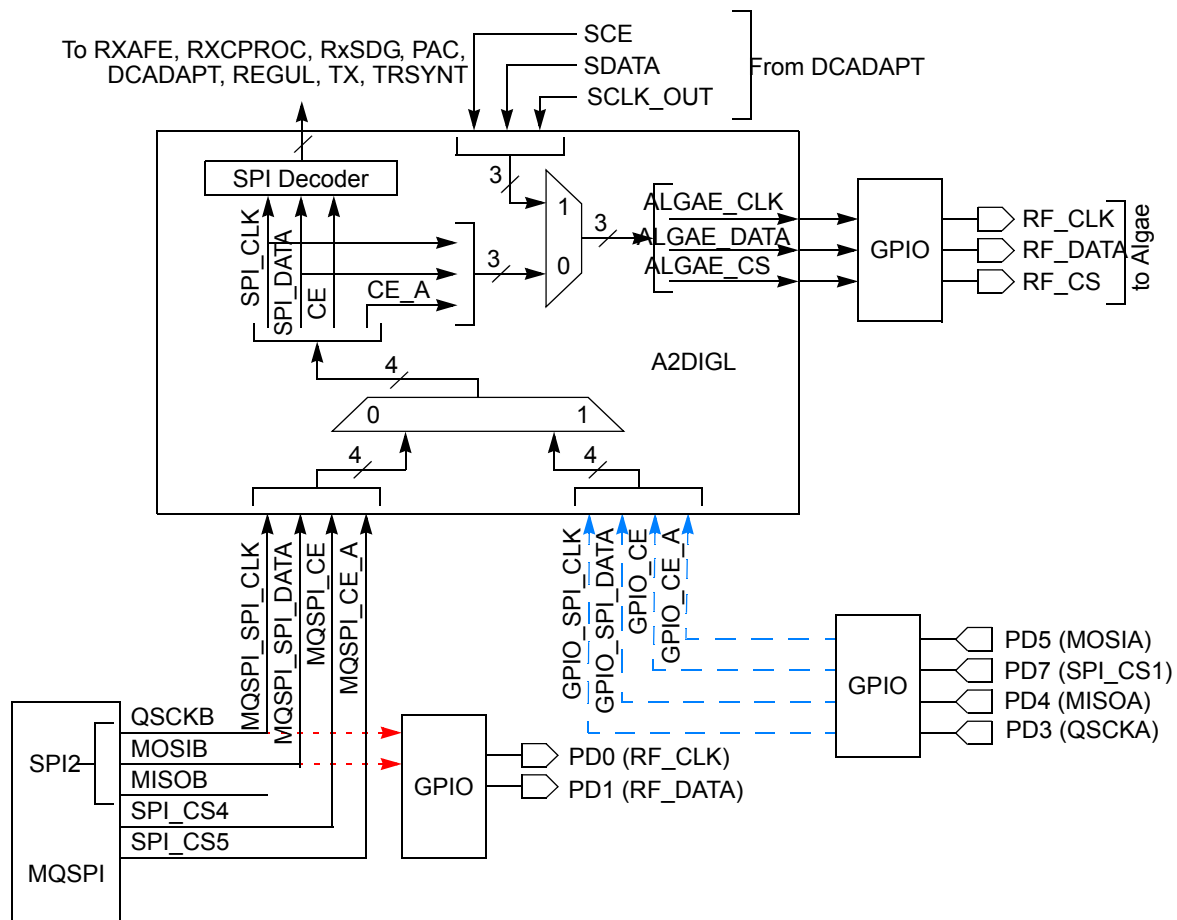 SCE
To RXAFE, RXCPROC, RxSDG, PAC,
DCADAPT, REGUL, TX, TRSYNT
SDATA
From DCADAPT
SCLK_OUT
3
SPI Decoder
1
0
3
3
ALGAE_CLK
ALGAE_DATA
ALGAE_CS
GPIO
RF_CLK
RF_DATA
RF_CS
to Algae
SPI_CLK
SPI_DATA
CE
CE_A
4
A2DIGL
0
1
4
4
MQSPI_SPI_CLK
MQSPI_SPI_DATA
MQSPI_CE
MQSPI_CE_A
GPIO_SPI_CLK
GPIO_SPI_DATA
GPIO_CE
GPIO_CE_A
GPIO
PD5 (MOSIA)
PD7 (SPI_CS1)
PD4 (MISOA)
PD3 (QSCKA)
QSCKB
SPI2
MOSIB
MISOB
SPI_CS4
SPI_CS5
MQSPI
GPIO
PD0 (RF_CLK)
PD1 (RF_DATA)